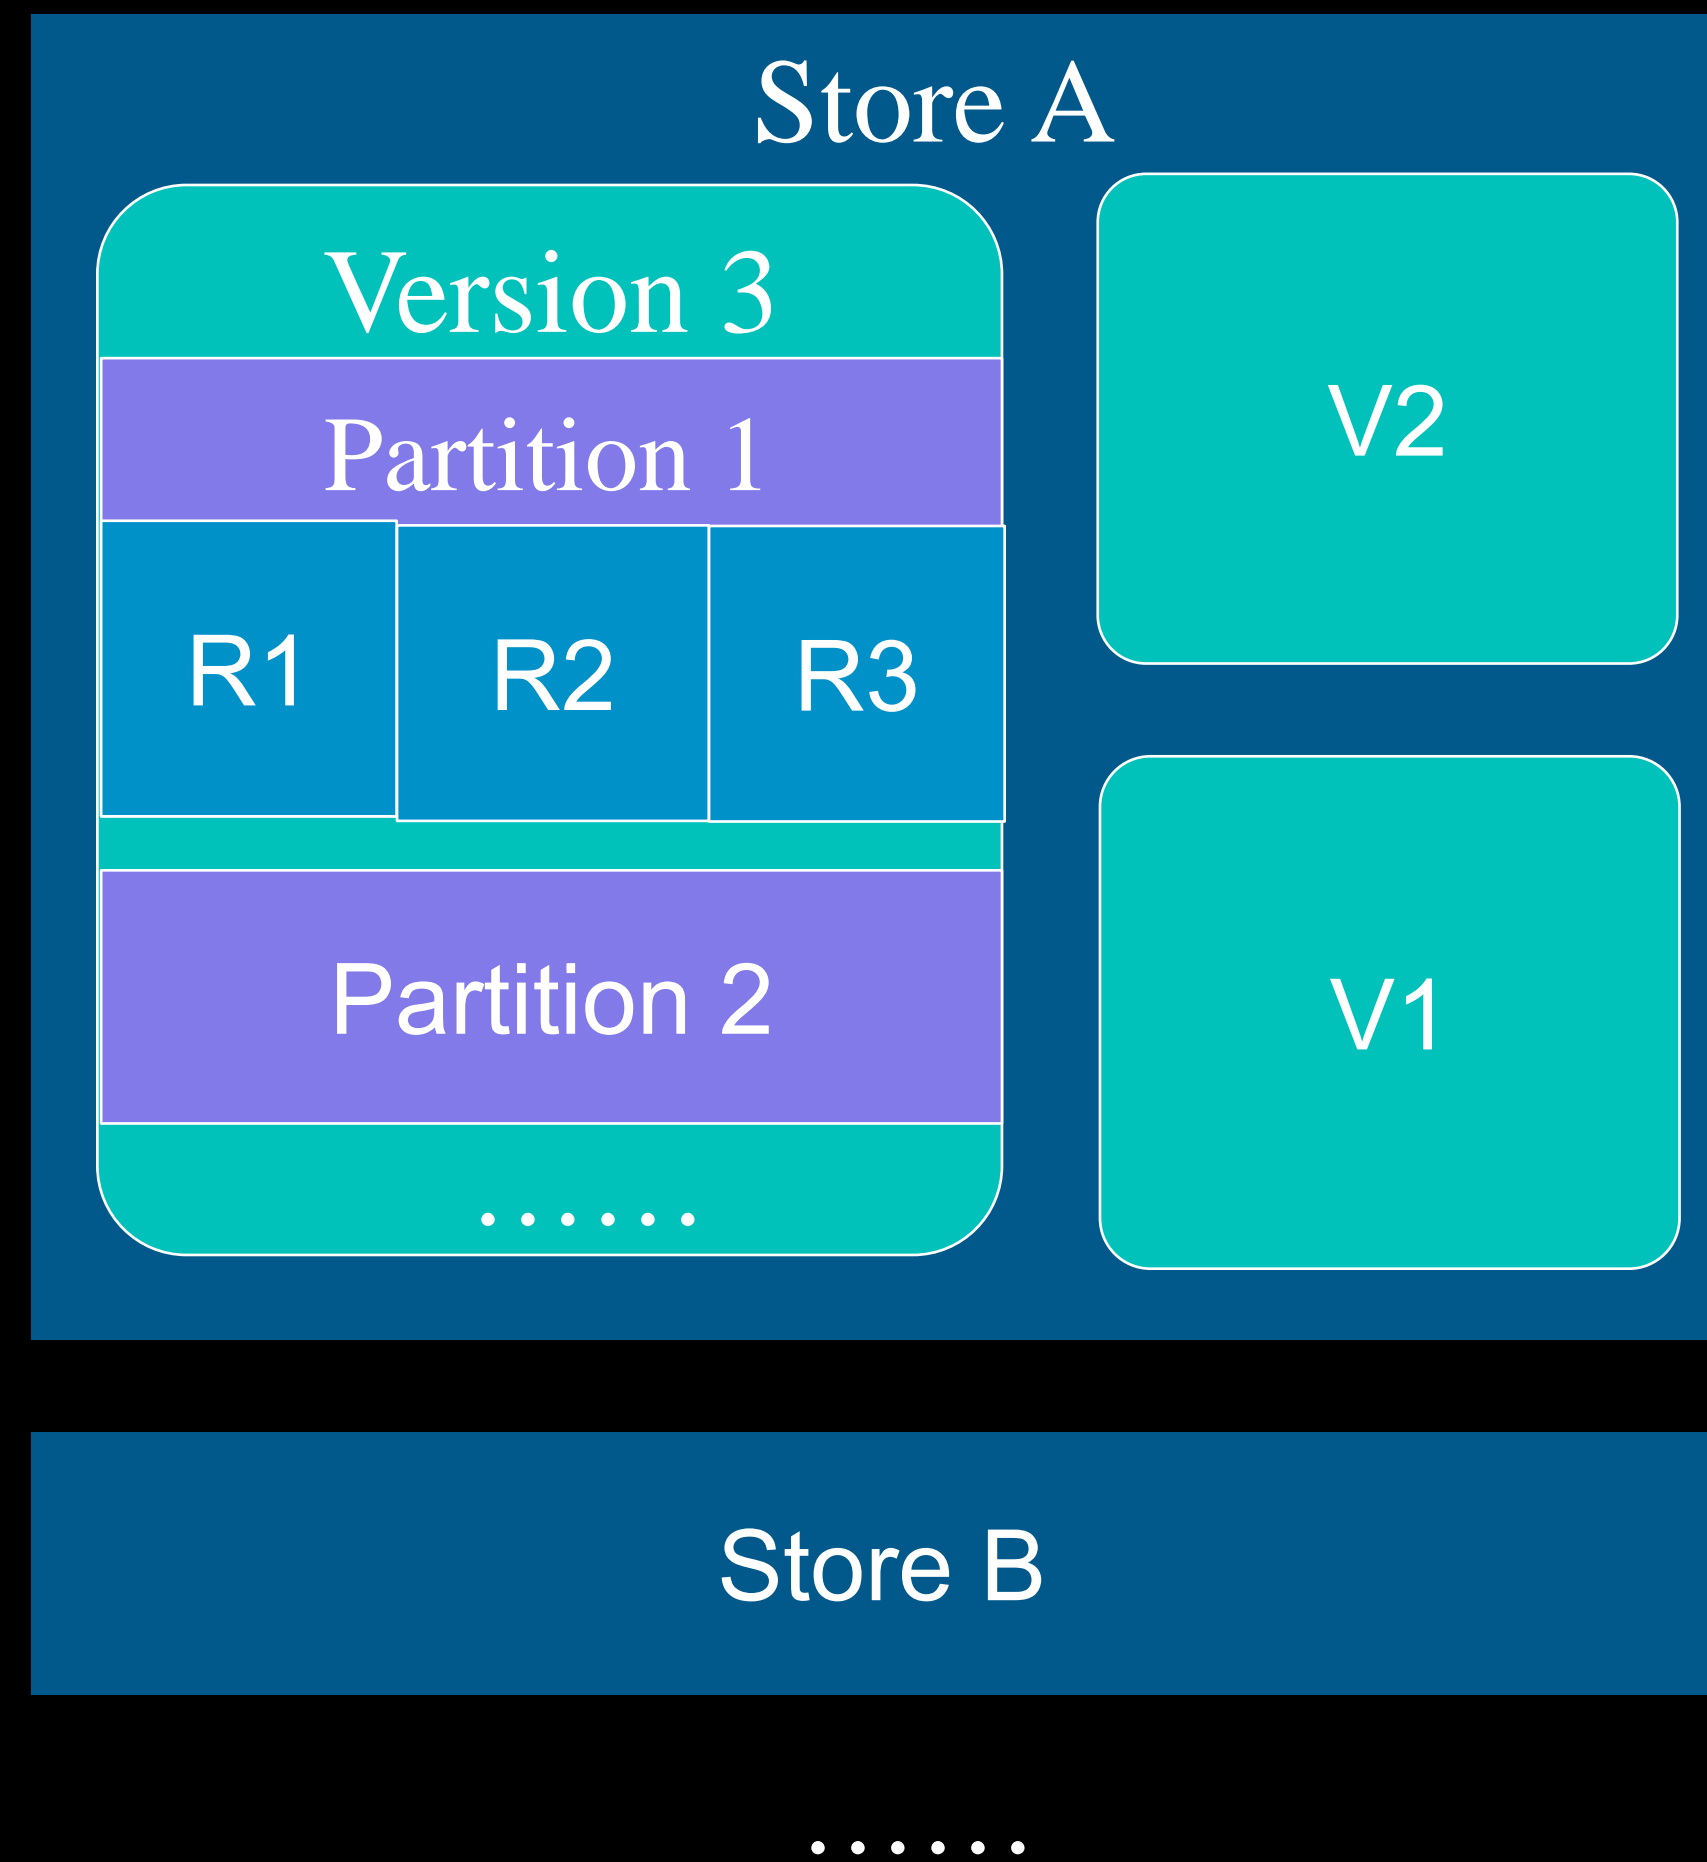 Store A
Version 3
Partition 1
R1
R2
R3
Partition 2
......
V2
V1
Store B
......